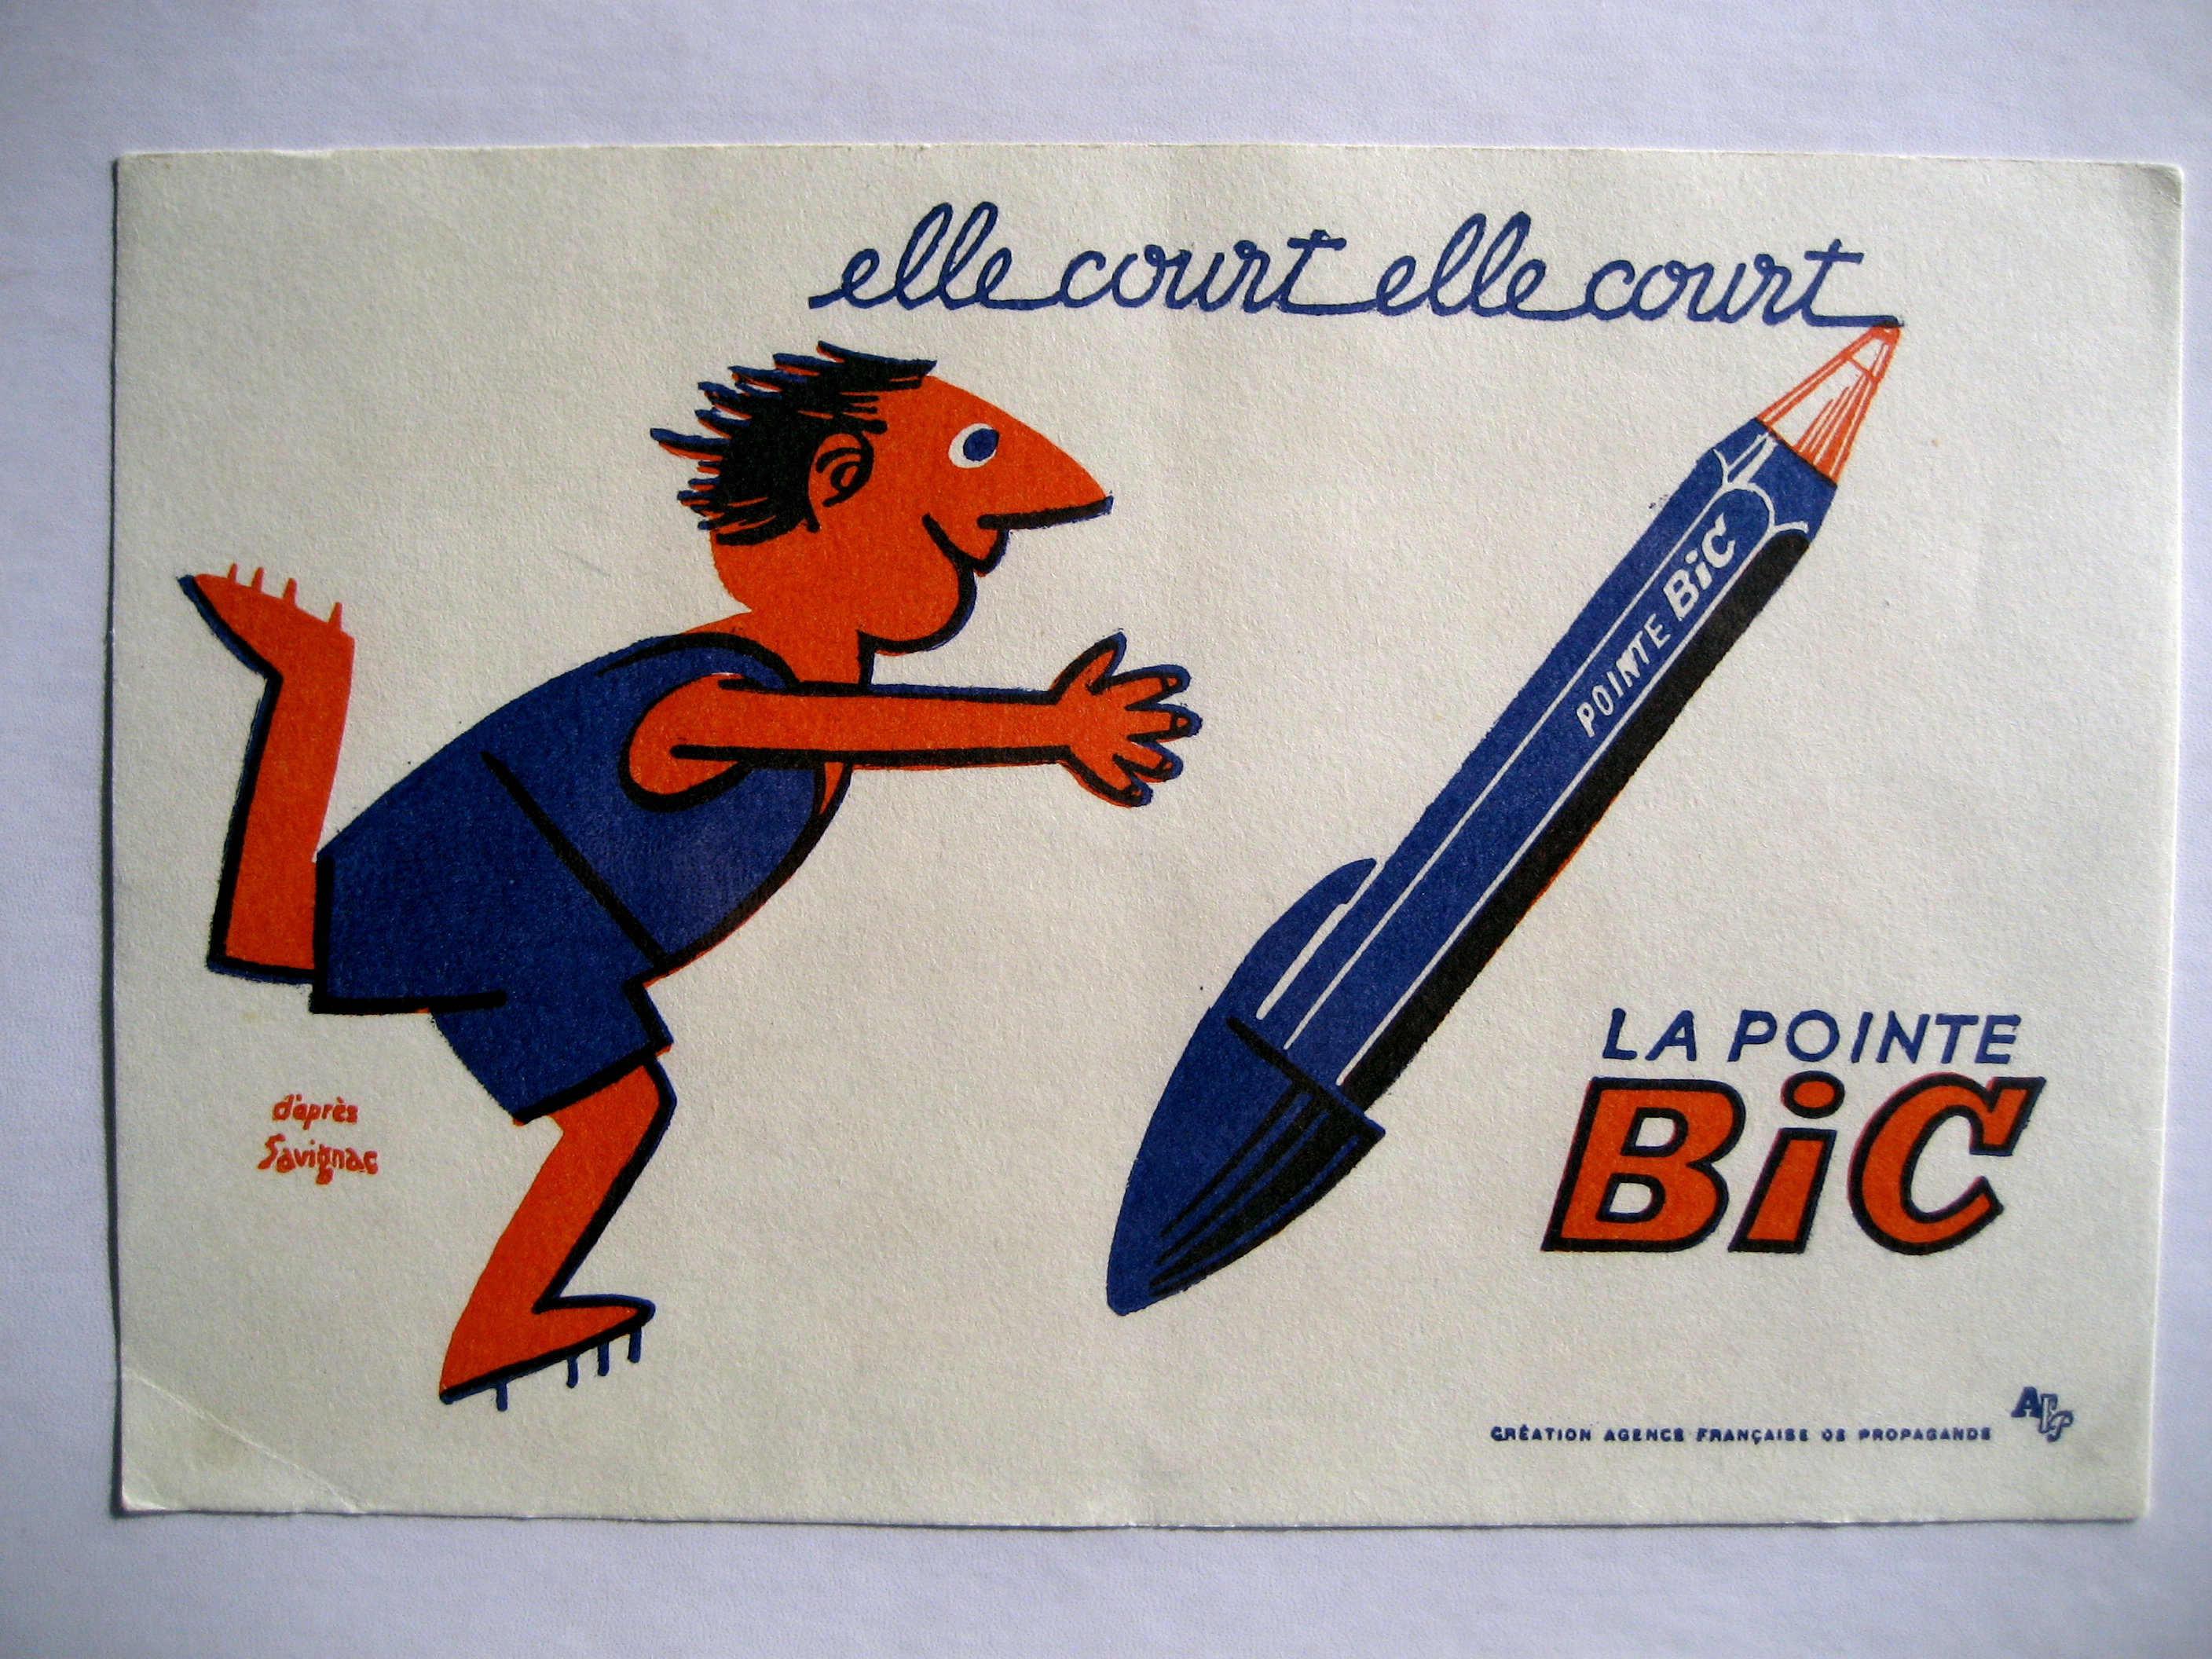 elle court elle court
POINTE BiC
LA POINTE
BiC
d'après
Savignac
CRÉATION AGENCE FRANÇAISE DE PROPAGANDE
AFP